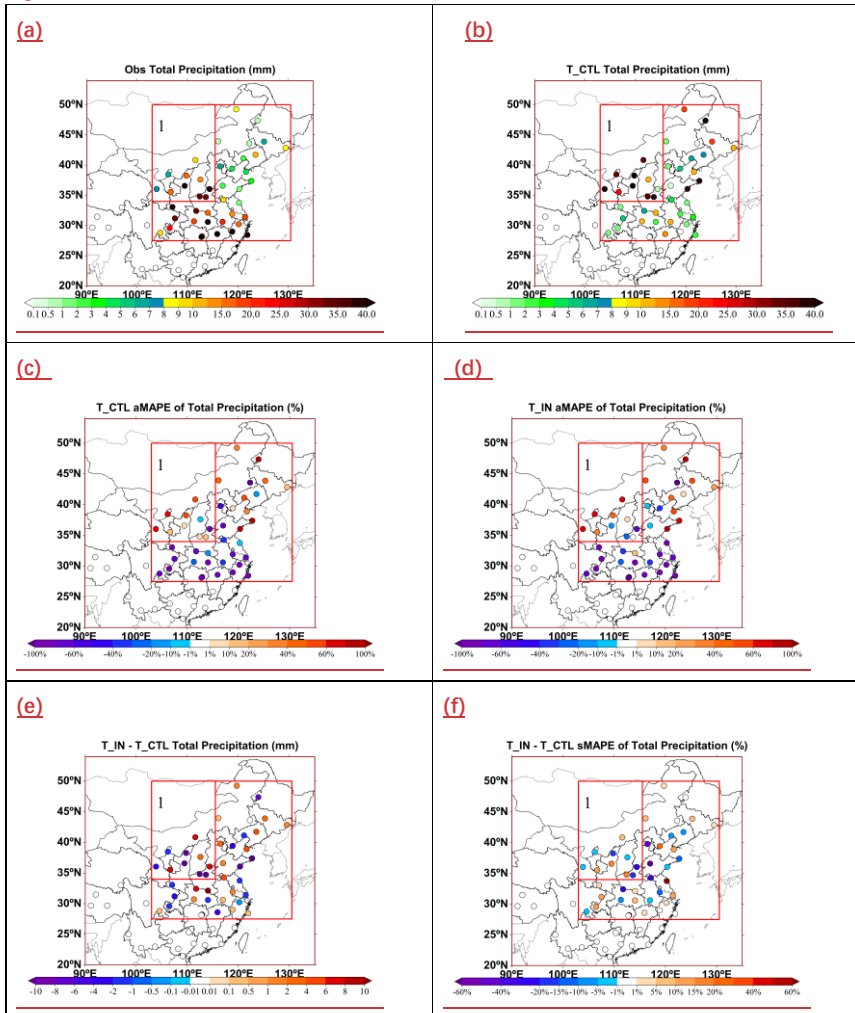 (a)
(b)
Obs Total Precipitation (mm)
50°N
45°N
40°N
35°N
30°N
25°N
20°N
1
90°E 100°E 110°E 120°E 130°E
0.1 0.5 1 2 3 4 5 6 7 8 9 10 15.0 20.0 25.0 30.0 35.0 40.0
T_CTL Total Precipitation (mm)
50°N
45°N
40°N
35°N
30°N
25°N
20°N
1
90°E 100°E 110°E 120°E 130°E
0.1 0.5 1 2 3 4 5 6 7 8 9 10 15.0 20.0 25.0 30.0 35.0 40.0
(c)
(d)
T_CTL aMAPE of Total Precipitation (%)
50°N
45°N
40°N
35°N
30°N
25°N
20°N
1
90°E 100°E 110°E 120°E 130°E
-100% -60% -40% -20% -10% -1% 1% 10% 20% 40% 60% 100%
T_IN aMAPE of Total Precipitation (%)
50°N
45°N
40°N
35°N
30°N
25°N
20°N
1
90°E 100°E 110°E 120°E 130°E
-100% -60% -40% -20% -10% -1% 1% 10% 20% 40% 60% 100%
(e)
(f)
T_IN - T_CTL Total Precipitation (mm)
50°N
45°N
40°N
35°N
30°N
25°N
20°N
1
90°E 100°E 110°E 120°E 130°E
-10 -8 -6 -4 -2 -1 -0.5 -0.1 -0.01 0.01 0.1 0.5 1 2 4 6 8 10
T_IN - T_CTL sMAPE of Total Precipitation (%)
50°N
45°N
40°N
35°N
30°N
25°N
20°N
1
90°E 100°E 110°E 120°E 130°E
-60% -40% -20% -15% -10% -5% -1% 1% 5% 10% 15% 20% 40% 60%